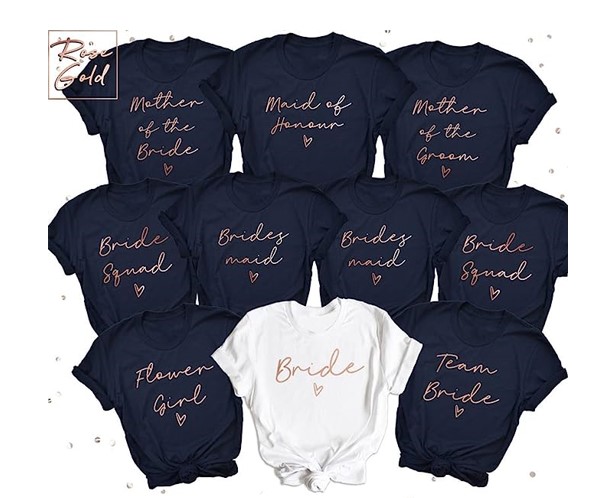 Rose
Gold
Mother
of the
Bride
Maid of
Honour
Mother
of the
Groom
Bride
Squad
Brides
maid
Brides
maid
Bride
Squad
Flower
Girl
Bride
Team
Bride